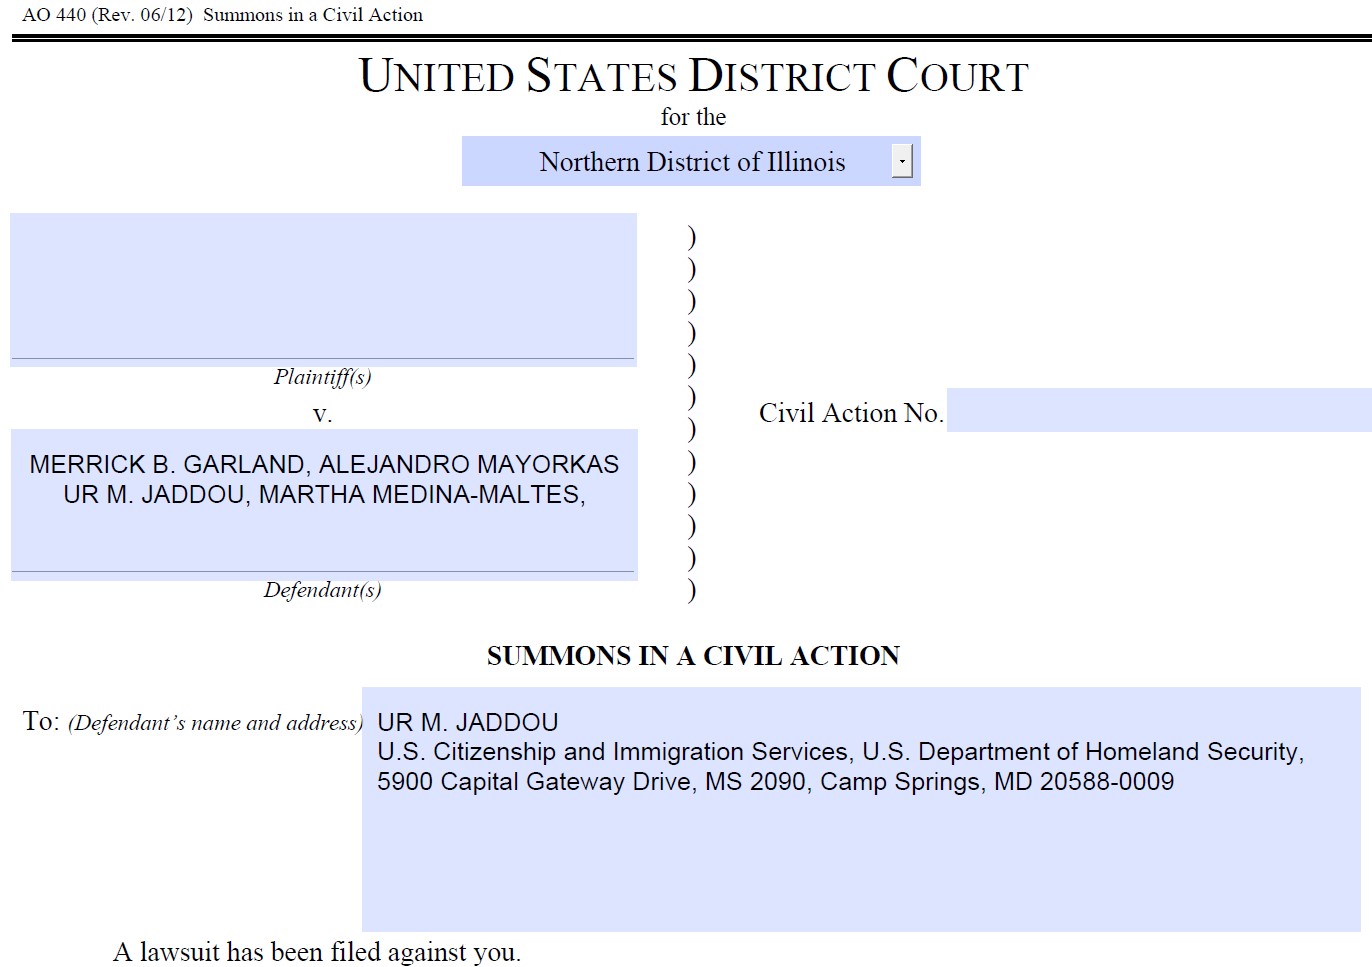 AO 440 (Rev. 06/12) Summons in a Civil Action
UNITED STATES DISTRICT COURT
for the
Northern District of Illinois
)
)
)
)
)
)
)
)
)
)
)
)
Plaintiff(s)
v.
Civil Action No.
MERRICK B. GARLAND, ALEJANDRO MAYORKAS
UR M. JADDOU, MARTHA MEDINA-MALTES,
Defendant(s)
SUMMONS IN A CIVIL ACTION
To: (Defendant's name and address) UR M. JADDOU
U.S. Citizenship and Immigration Services, U.S. Department of Homeland Security,
5900 Capital Gateway Drive, MS 2090, Camp Springs, MD 20588-0009
A lawsuit has been filed against you.